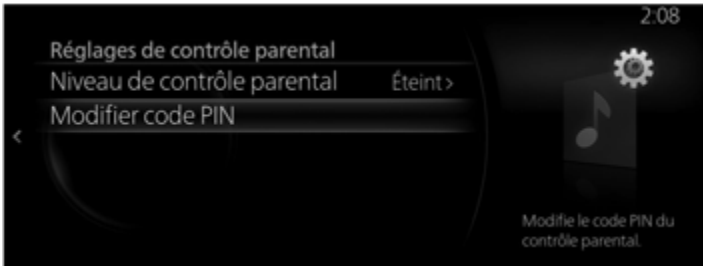 2:08
Réglages de contrôle parental
Niveau de contrôle parental Éteint >
Modifier code PIN
<
Modifie le code PIN du
contrôle parental.